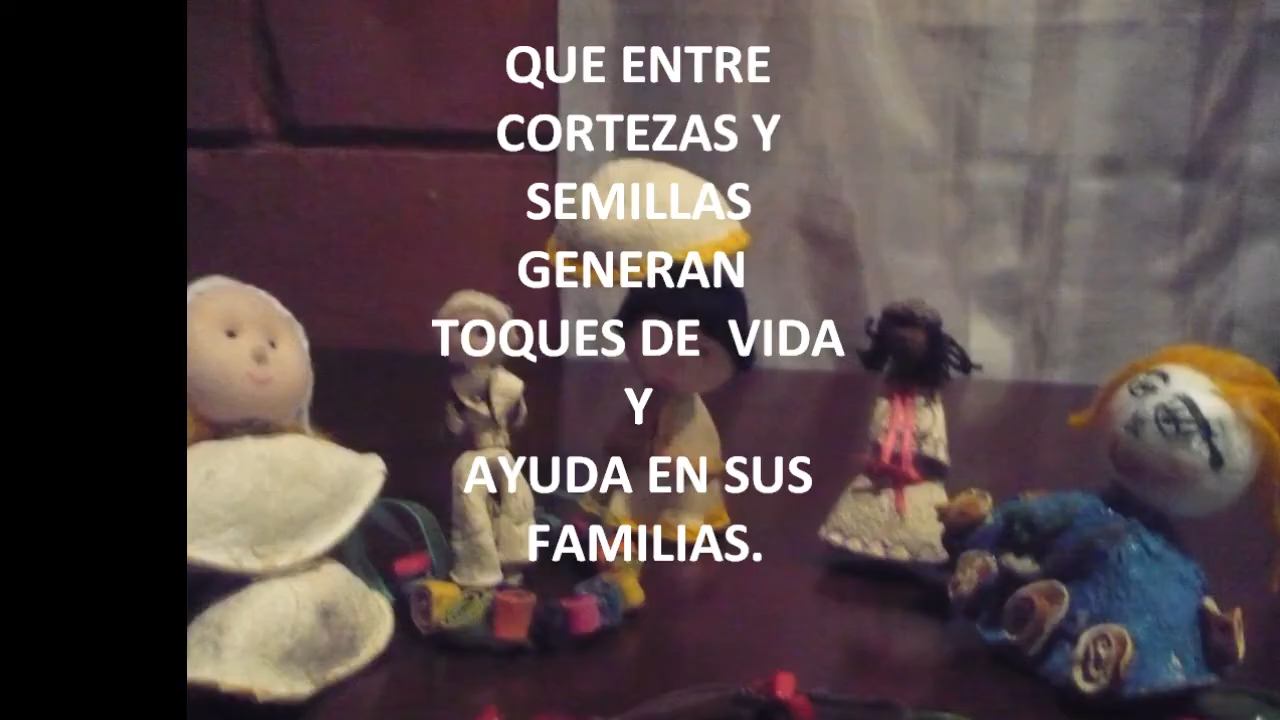 QUE ENTRE
CORTEZAS Y
SEMILLAS
GENERAN
TOQUES DE  VIDA
Y
AYUDA EN SUS
FAMILIAS.